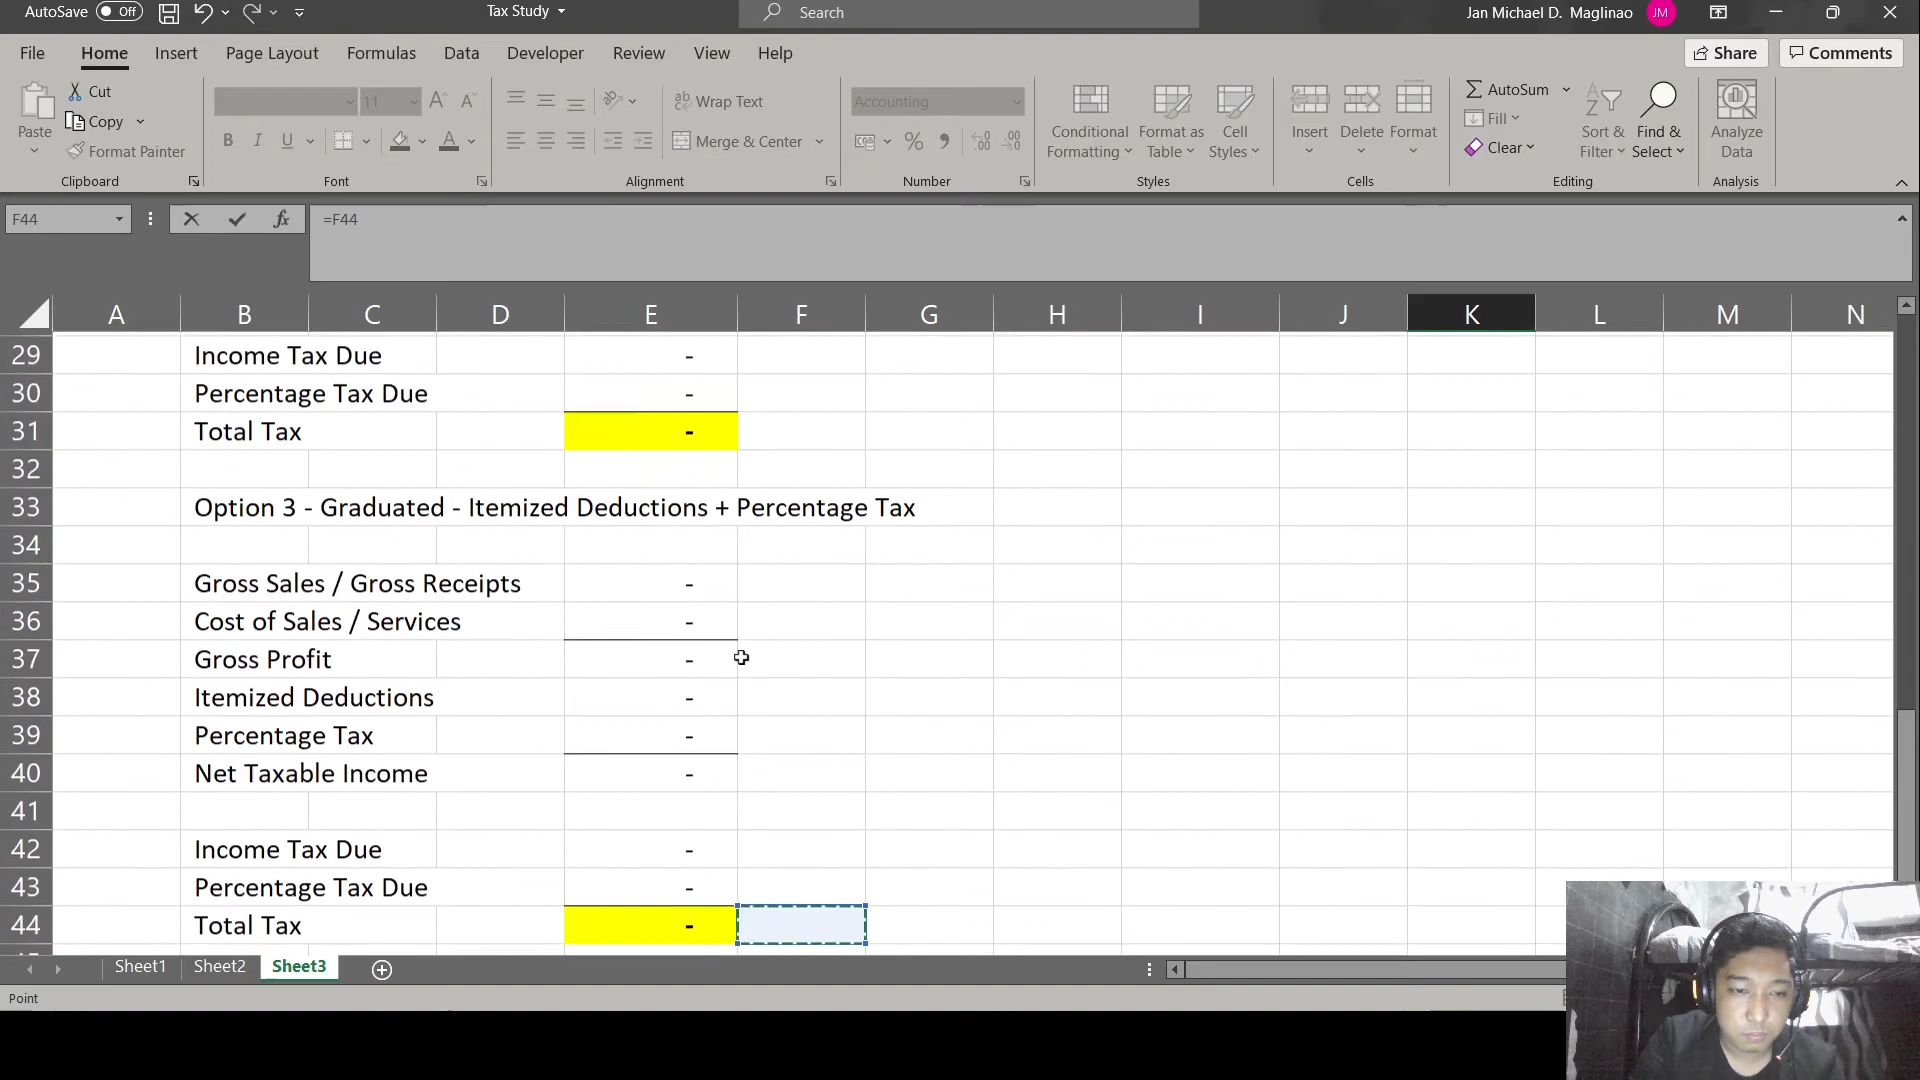 AutoSave Off Tax Study Search Jan Michael D. Maglinao JM
File Home Insert Page Layout Formulas Data Developer Review View Help Share Comments
Paste Cut Copy Format Painter Clipboard
11 B I U Font
Wrap Text Merge & Center Alignment
Accounting % Number
Conditional Formatting Format as Table Cell Styles Styles
Insert Delete Format Cells
AutoSum Fill Clear Sort & Filter Find & Select Editing
Analyze Data Analysis
F44 fx =F44
A B C D E F G H I J K L M N
29 Income Tax Due -
30 Percentage Tax Due -
31 Total Tax -
32
33 Option 3 - Graduated - Itemized Deductions + Percentage Tax
34
35 Gross Sales / Gross Receipts -
36 Cost of Sales / Services -
37 Gross Profit -
38 Itemized Deductions -
39 Percentage Tax -
40 Net Taxable Income -
41
42 Income Tax Due -
43 Percentage Tax Due -
44 Total Tax -
Sheet1 Sheet2 Sheet3
Point